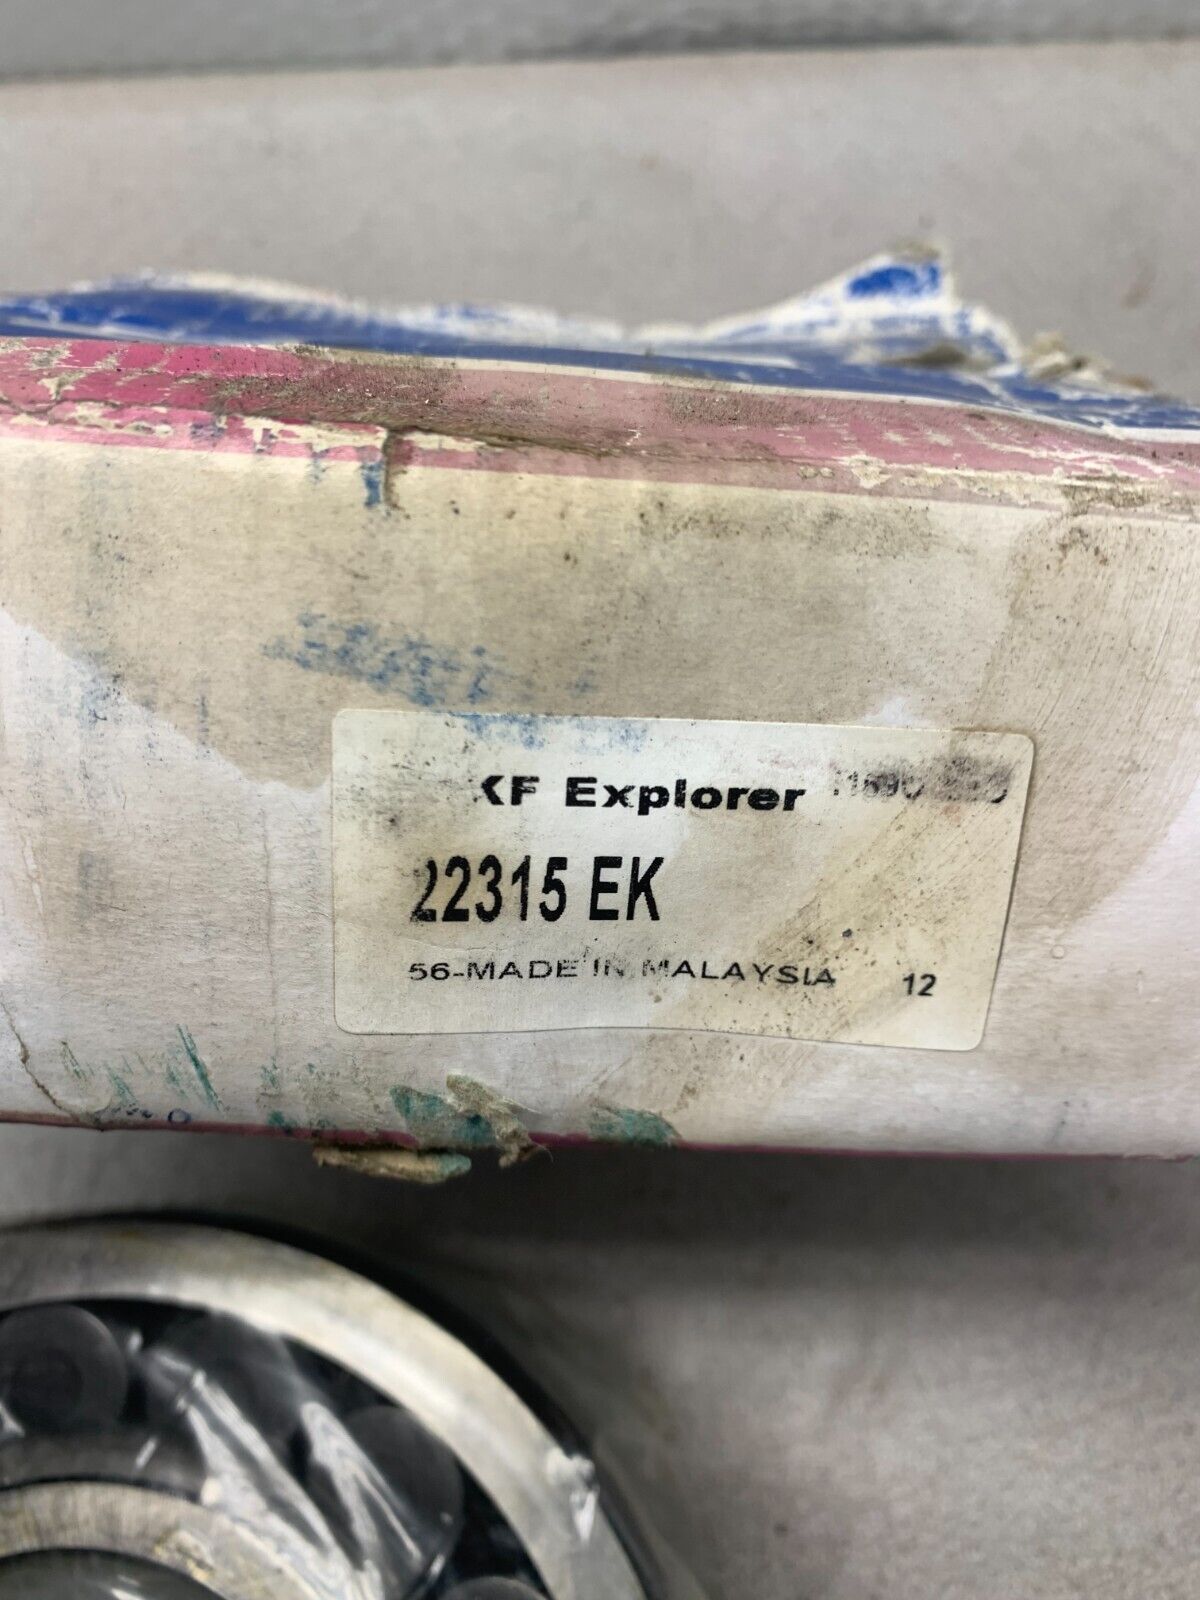 KF Explorer
22315 EK
56-MADE IN MALAYSIA 12